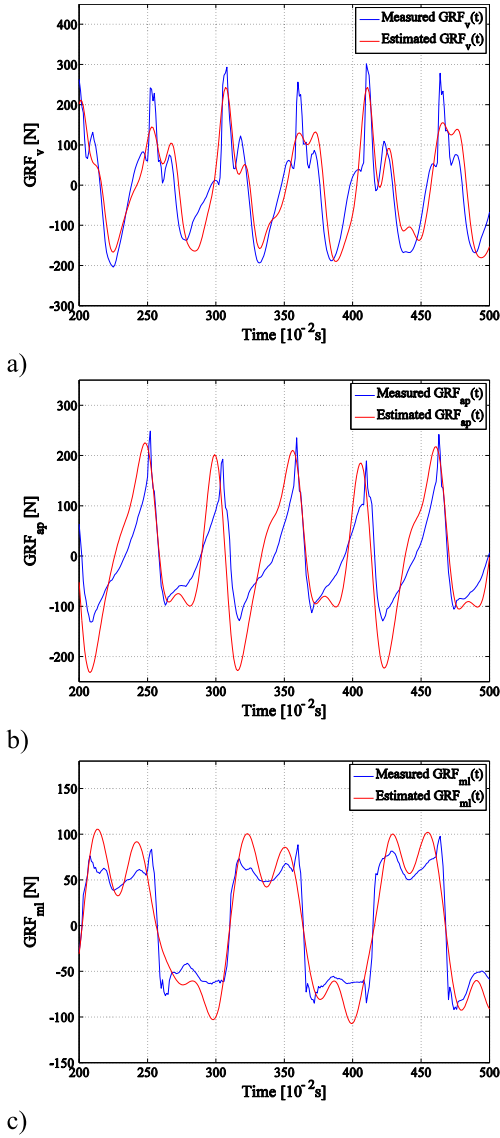 400
300
200
100
0
-100
-200
-300
GRF_v [N]
Measured GRF_v(t)
Estimated GRF_v(t)
200 250 300 350 400 450 500
Time [10^-2 s]
a)
300
200
100
0
-100
-200
GRF_ap [N]
Measured GRF_ap(t)
Estimated GRF_ap(t)
200 250 300 350 400 450 500
Time [10^-2 s]
b)
150
100
50
0
-50
-100
-150
GRF_ml [N]
Measured GRF_ml(t)
Estimated GRF_ml(t)
200 250 300 350 400 450 500
Time [10^-2 s]
c)